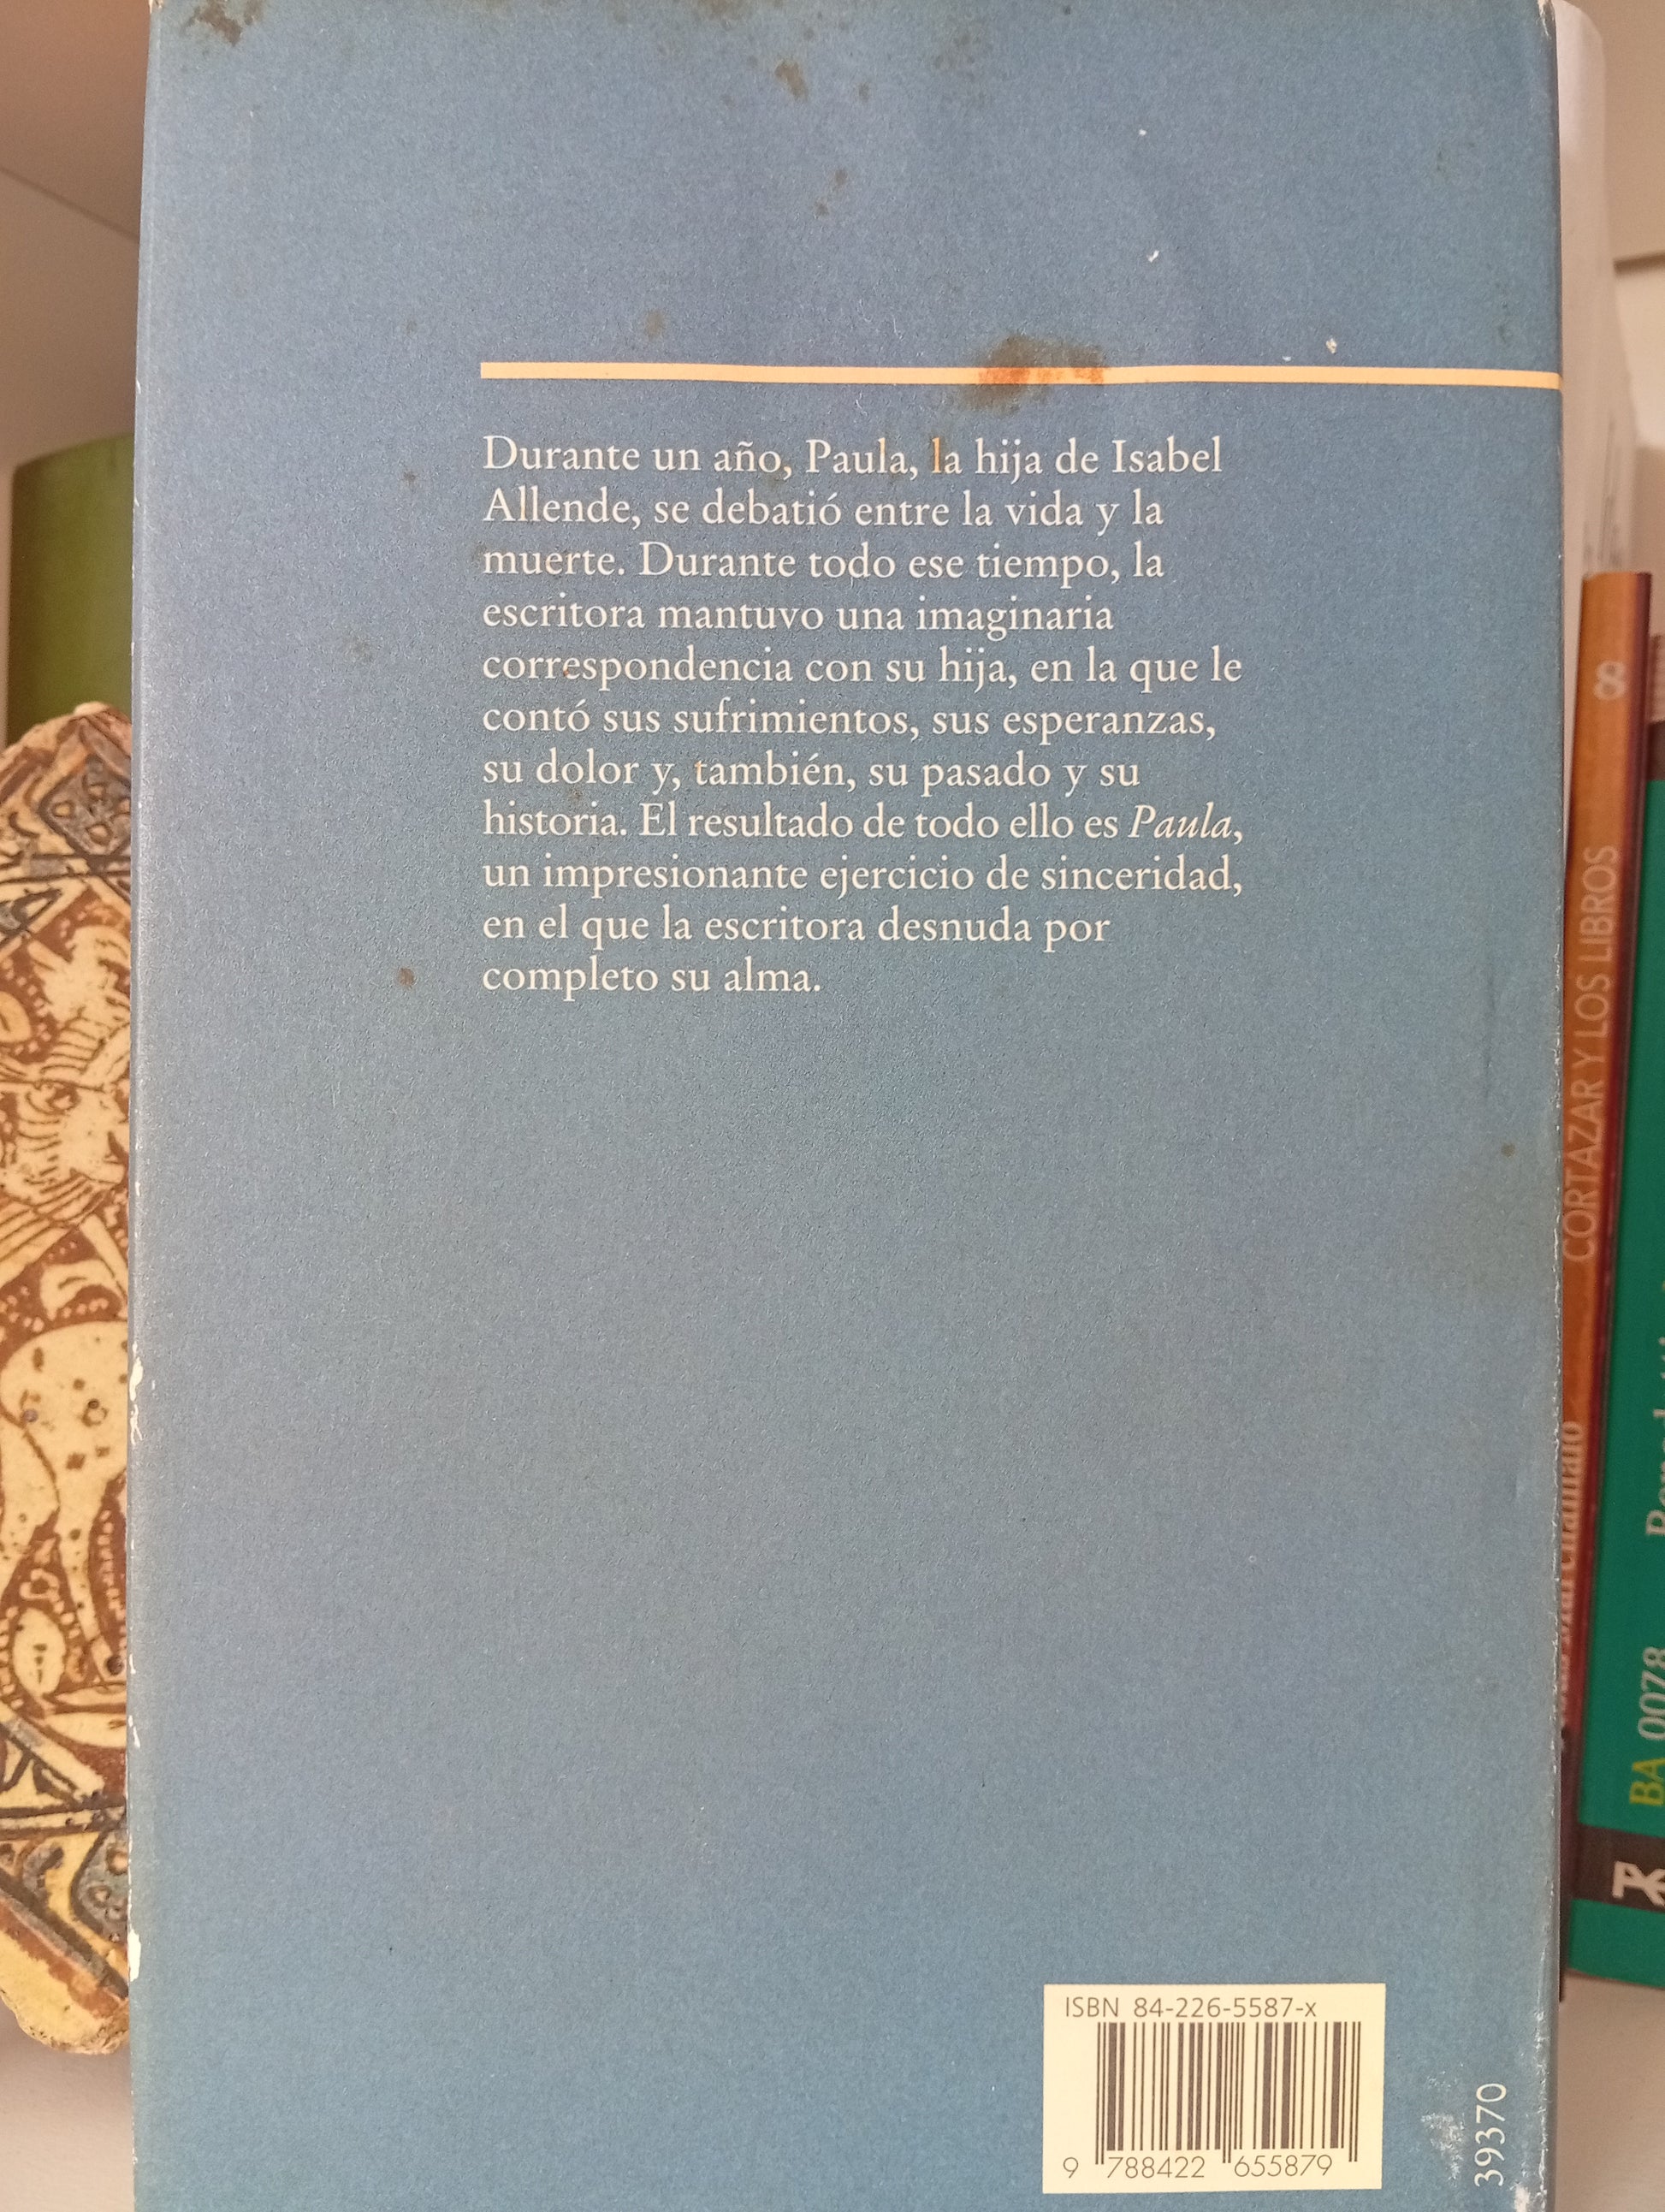 Durante un año, Paula, la hija de Isabel
Allende, se debatió entre la vida y la
muerte. Durante todo ese tiempo, la
escritora mantuvo una imaginaria
correspondencia con su hija, en la que le
contó sus sufrimientos, sus esperanzas,
su dolor y, también, su pasado y su
historia. El resultado de todo ello es Paula,
un impresionante ejercicio de sinceridad,
en el que la escritora desnuda por
completo su alma.
ISBN 84-226-5587-x
9 788422 655879
39370
8
CORTAZAR Y LOS LIBROS
BA 0078